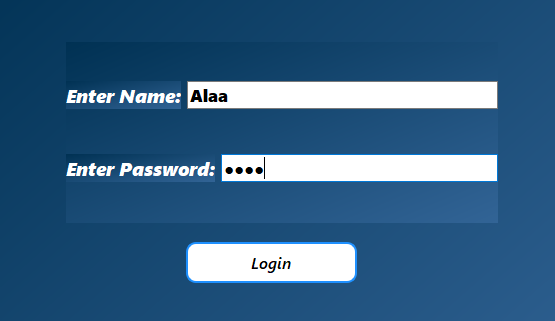 Enter Name: Alaa
Enter Password: ••••
Login